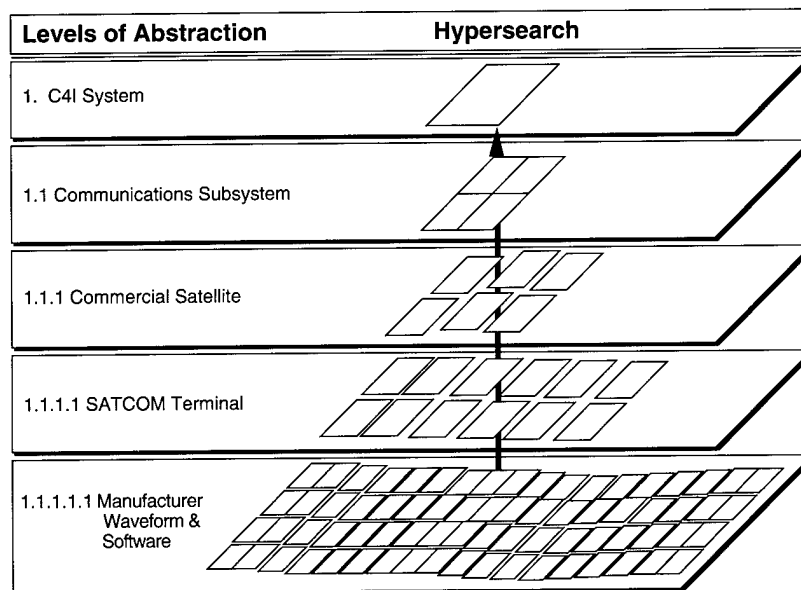 Levels of Abstraction Hypersearch
1. C4I System
1.1 Communications Subsystem
1.1.1 Commercial Satellite
1.1.1.1 SATCOM Terminal
1.1.1.1.1 Manufacturer
Waveform &
Software